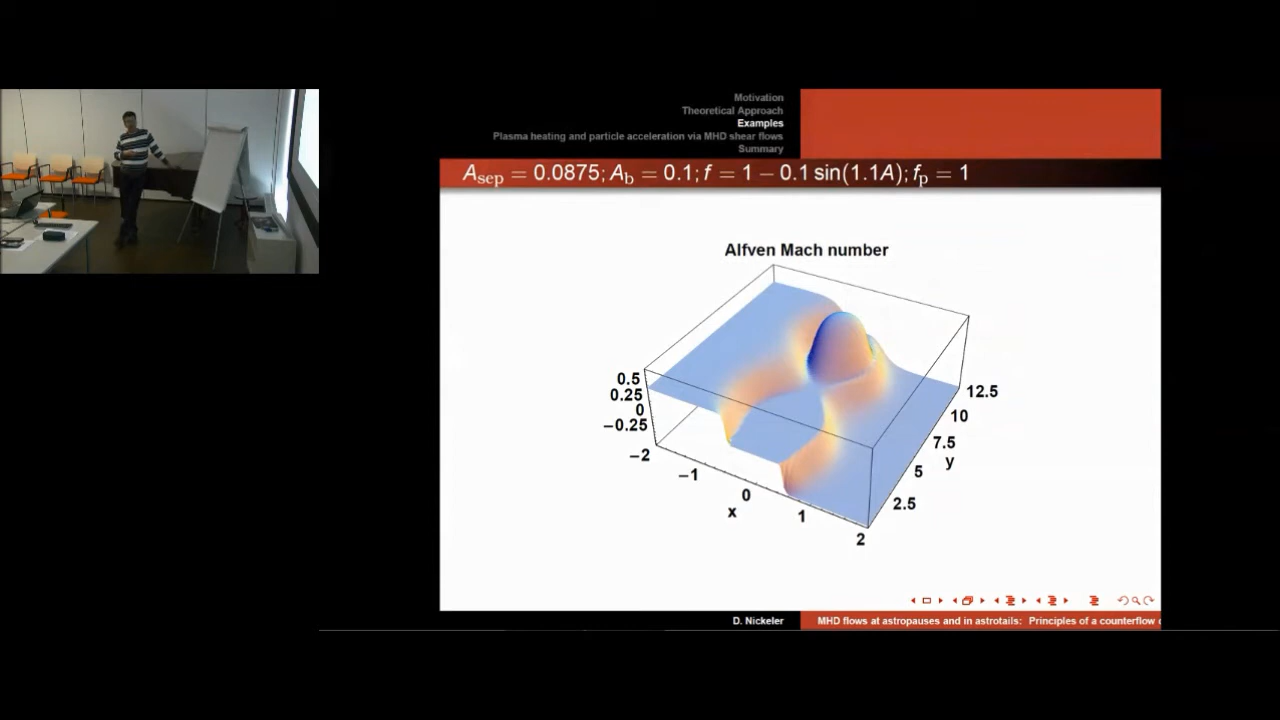 Motivation
Theoretical Approach
Examples
Plasma heating and particle acceleration via MHD shear flows
Summary
A_sep = 0.0875; A_b = 0.1; f = 1 − 0.1 sin(1.1A); f_p = 1
Alfven Mach number
0.5
0.25
0
−0.25
−2
−1
0
1
2
x
2.5
5
7.5
10
12.5
y
D. Nickeler
MHD flows at astropauses and in astrotails: Principles of a counterflow